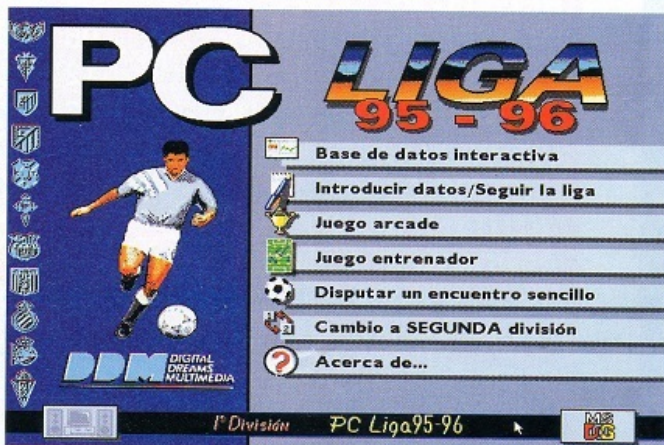 PC LIGA
95 - 96
Base de datos interactiva
Introducir datos/Seguir la liga
Juego arcade
Juego entrenador
Disputar un encuentro sencillo
Cambio a SEGUNDA división
Acerca de...
DDM DIGITAL
DREAMS
MULTIMEDIA
1ª División PC Liga95-96
MS
DOS